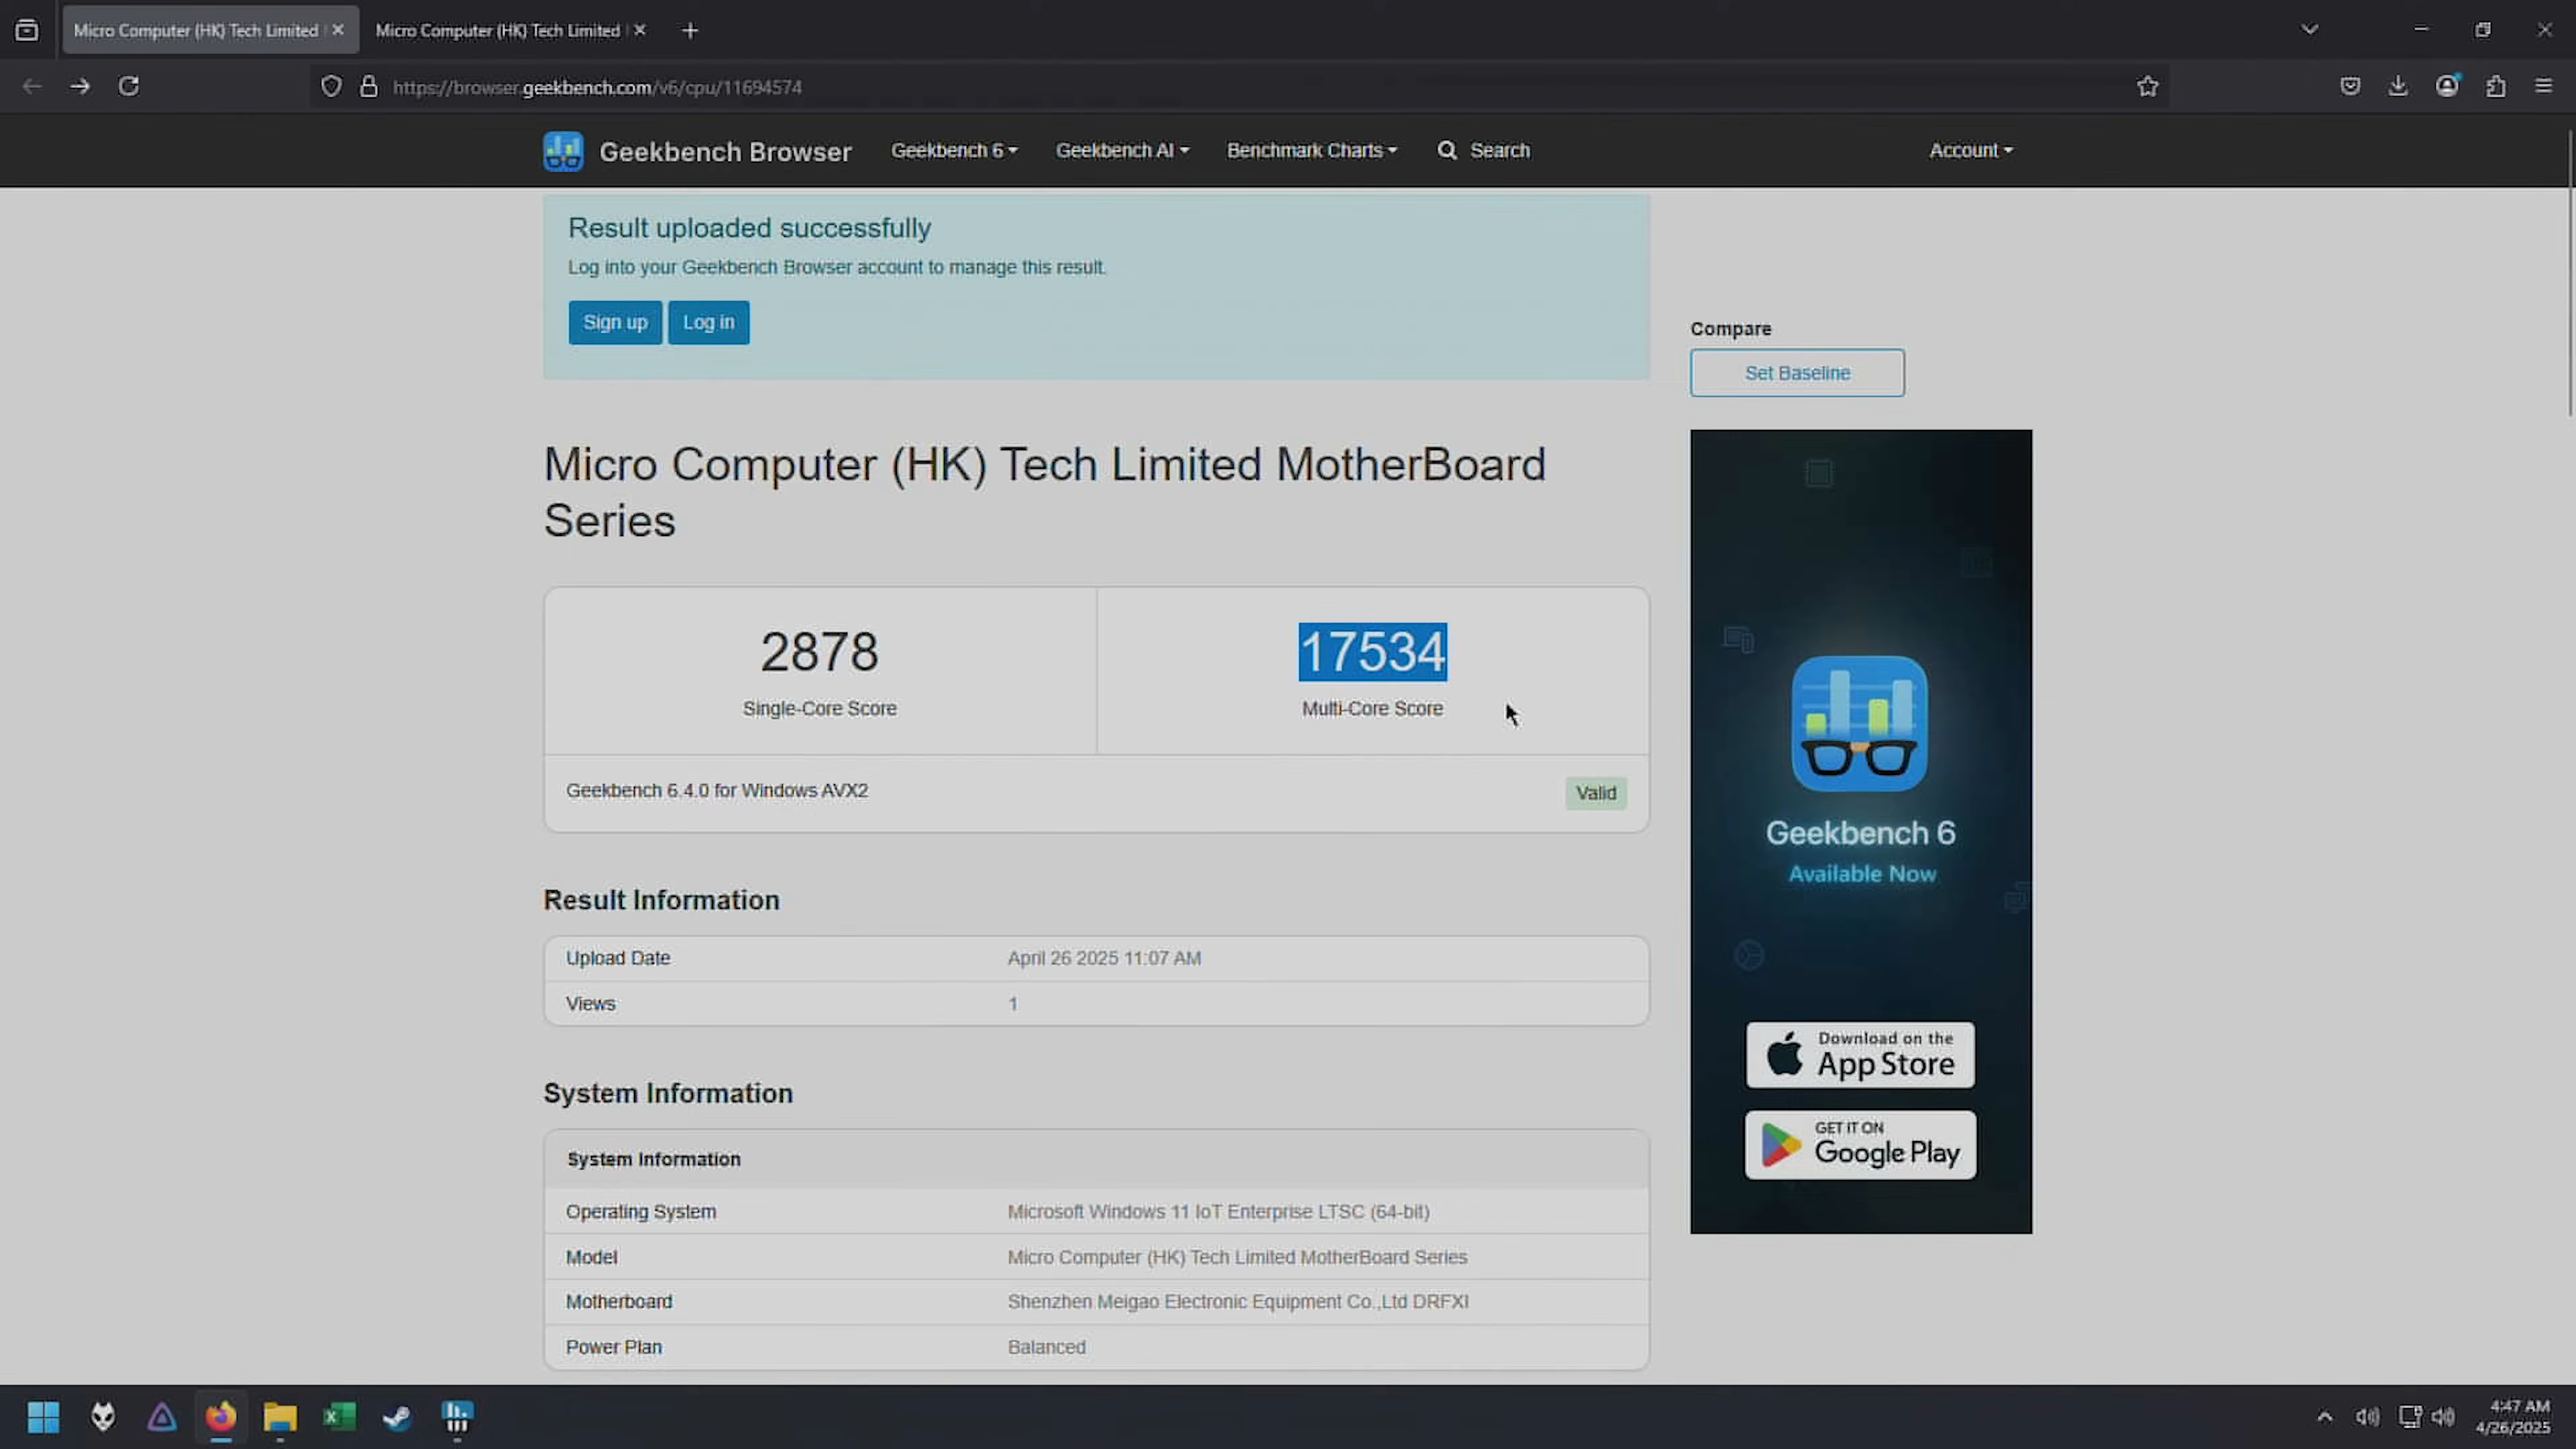 Micro Computer (HK) Tech Limited
Micro Computer (HK) Tech Limited
https://browser.geekbench.com/v6/cpu/11694574
Geekbench Browser
Geekbench 6
Geekbench AI
Benchmark Charts
Search
Account
Result uploaded successfully
Log into your Geekbench Browser account to manage this result.
Sign up
Log in
Compare
Set Baseline
Micro Computer (HK) Tech Limited MotherBoard
Series
2878
Single-Core Score
17534
Multi-Core Score
Geekbench 6.4.0 for Windows AVX2
Valid
Geekbench 6
Available Now
Download on the
App Store
GET IT ON
Google Play
Result Information
Upload Date
April 26 2025 11:07 AM
Views
1
System Information
System Information
Operating System
Microsoft Windows 11 IoT Enterprise LTSC (64-bit)
Model
Micro Computer (HK) Tech Limited MotherBoard Series
Motherboard
Shenzhen Meigao Electronic Equipment Co.,Ltd DRFXI
Power Plan
Balanced
4:47 AM
4/26/2025